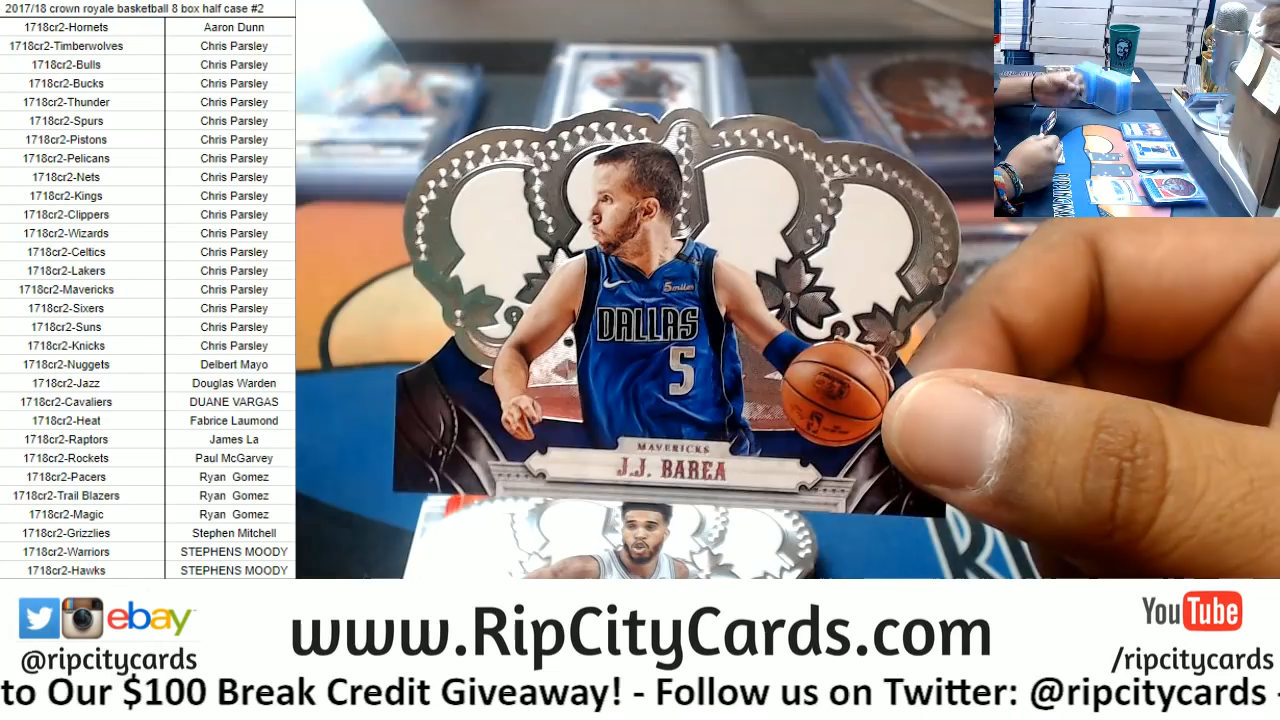 2017/18 crown royale basketball 8 box half case #2
1718cr2-Hornets Aaron Dunn
1718cr2-Timberwolves Chris Parsley
1718cr2-Bulls Chris Parsley
1718cr2-Bucks Chris Parsley
1718cr2-Thunder Chris Parsley
1718cr2-Spurs Chris Parsley
1718cr2-Pistons Chris Parsley
1718cr2-Pelicans Chris Parsley
1718cr2-Nets Chris Parsley
1718cr2-Kings Chris Parsley
1718cr2-Clippers Chris Parsley
1718cr2-Wizards Chris Parsley
1718cr2-Celtics Chris Parsley
1718cr2-Lakers Chris Parsley
1718cr2-Mavericks Chris Parsley
1718cr2-Sixers Chris Parsley
1718cr2-Suns Chris Parsley
1718cr2-Knicks Chris Parsley
1718cr2-Nuggets Delbert Mayo
1718cr2-Jazz Douglas Warden
1718cr2-Cavaliers DUANE VARGAS
1718cr2-Heat Fabrice Laumond
1718cr2-Raptors James La
1718cr2-Rockets Paul McGarvey
1718cr2-Pacers Ryan Gomez
1718cr2-Trail Blazers Ryan Gomez
1718cr2-Magic Ryan Gomez
1718cr2-Grizzlies Stephen Mitchell
1718cr2-Warriors STEPHENS MOODY
1718cr2-Hawks STEPHENS MOODY
5miles
DALLAS
5
MAVERICKS
J.J. BAREA
ebay
@ripcitycards
www.RipCityCards.com
YouTube
/ripcitycards
to Our $100 Break Credit Giveaway! - Follow us on Twitter: @ripcitycards -